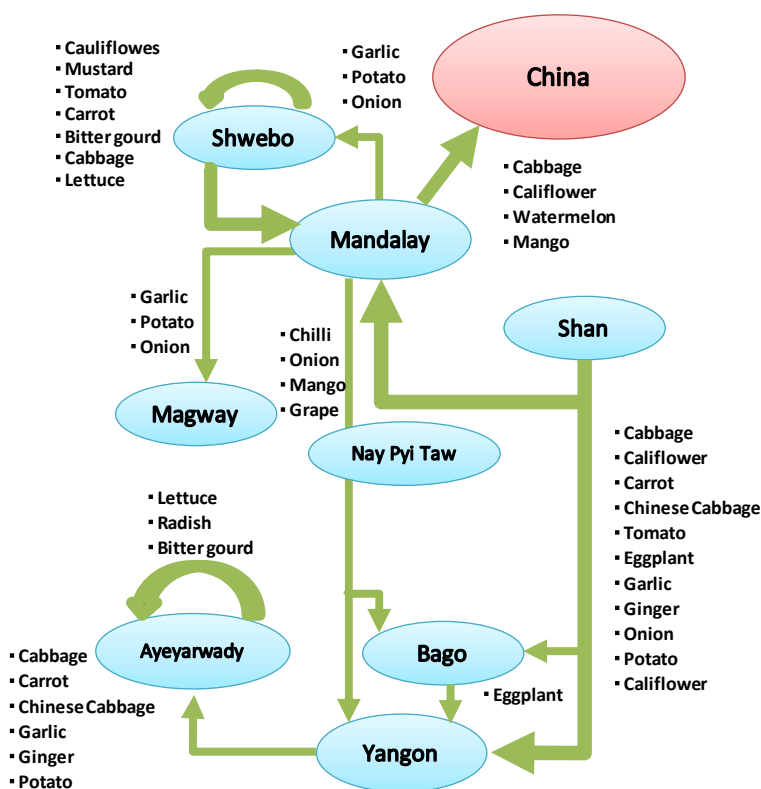 ▪ Cauliflowes
▪ Mustard
▪ Tomato
▪ Carrot
▪ Bitter gourd
▪ Cabbage
▪ Lettuce
▪ Garlic
▪ Potato
▪ Onion
China
Shwebo
▪ Cabbage
▪ Califlower
▪ Watermelon
▪ Mango
Mandalay
▪ Garlic
▪ Potato
▪ Onion
▪ Chilli
▪ Onion
▪ Mango
▪ Grape
Shan
Magway
Nay Pyi Taw
▪ Cabbage
▪ Califlower
▪ Carrot
▪ Chinese Cabbage
▪ Tomato
▪ Eggplant
▪ Garlic
▪ Ginger
▪ Onion
▪ Potato
▪ Califlower
▪ Lettuce
▪ Radish
▪ Bitter gourd
Ayeyarwady
Bago
▪ Eggplant
▪ Cabbage
▪ Carrot
▪ Chinese Cabbage
▪ Garlic
▪ Ginger
▪ Potato
Yangon